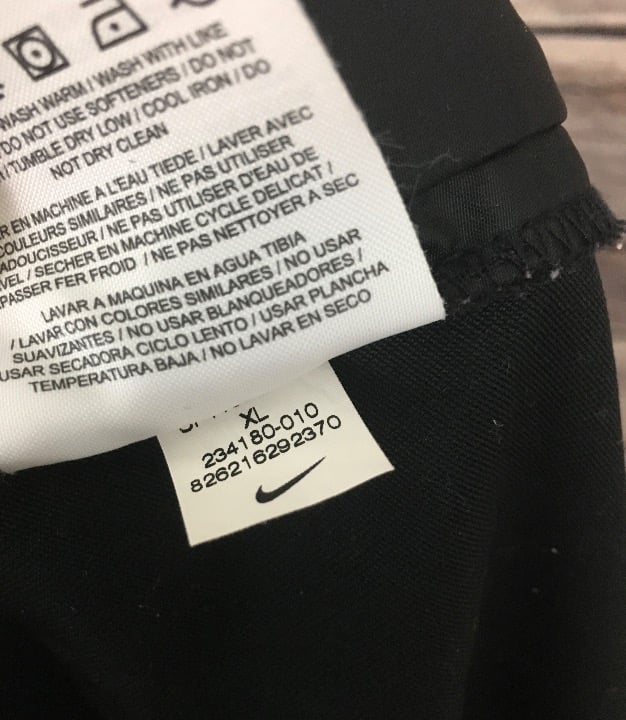 WASH WARM / WASH WITH LIKE
/ DO NOT USE SOFTENERS / DO NOT
/ TUMBLE DRY LOW / COOL IRON / DO
NOT DRY CLEAN
R EN MACHINE A L'EAU TIEDE / LAVER AVEC
COULEURS SIMILAIRES / NE PAS UTILISER
ADOUCISSEUR / NE PAS UTILISER D'EAU DE
VEL / SECHER EN MACHINE CYCLE DELICAT /
PASSER FER FROID / NE PAS NETTOYER A SEC
LAVAR A MAQUINA EN AGUA TIBIA
/ LAVAR CON COLORES SIMILARES / NO USAR
SUAVIZANTES / NO USAR BLANQUEADORES /
USAR SECADORA CICLO LENTO / USAR PLANCHA
TEMPERATURA BAJA / NO LAVAR EN SECO
XL
234180-010
826216292370